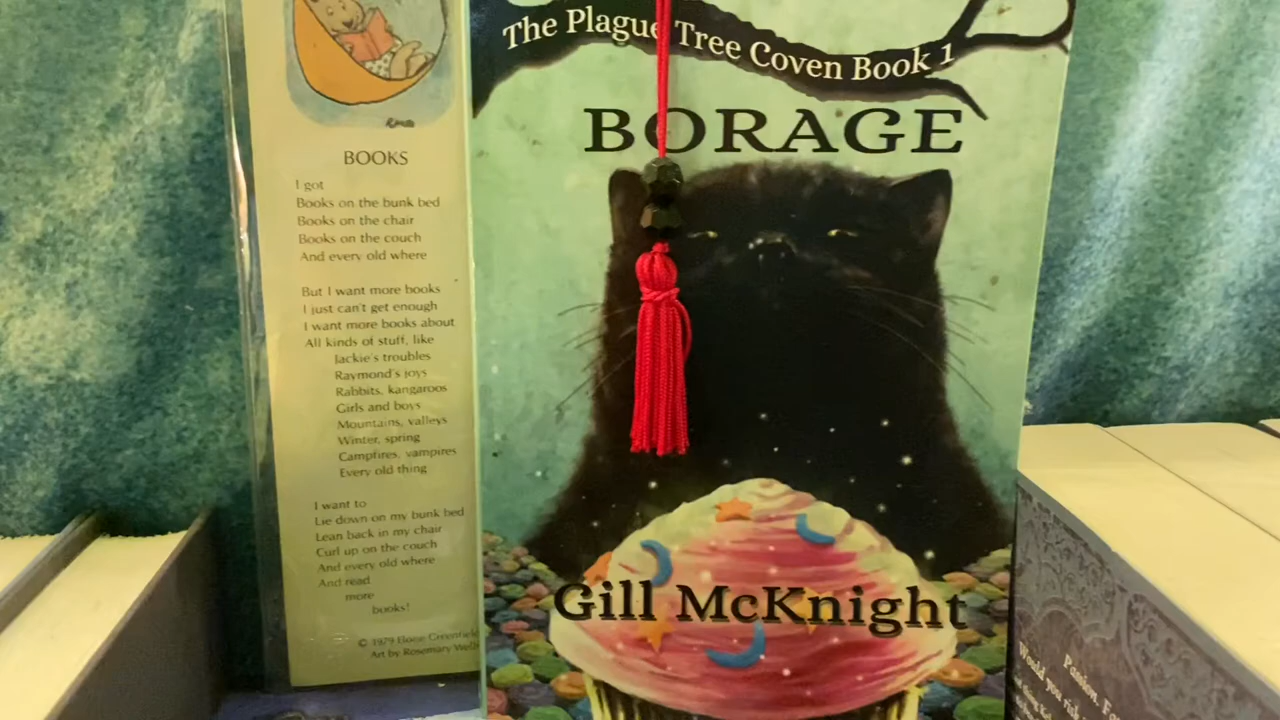 BOOKS
I got
Books on the bunk bed
Books on the chair
Books on the couch
And every old where
But I want more books
I just can't get enough
I want more books about
All kinds of stuff, like
Jackie's troubles
Raymond's joys
Rabbits, kangaroos
Girls and boys
Mountains, valleys
Winter, spring
Campfires, vampires
Every old thing
I want to
Lie down on my bunk bed
Lean back in my chair
Curl up on the couch
And every old where
And read
more
books!
© 1979 Eloise Greenfield
Art by Rosemary
The Plague Tree Coven Book 1
BORAGE
Gill McKnight
Passion.
Would you